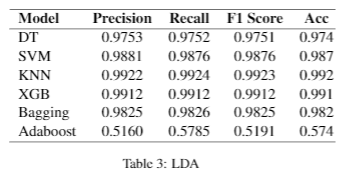 Model Precision Recall F1 Score Acc
DT 0.9753 0.9752 0.9751 0.974
SVM 0.9881 0.9876 0.9876 0.987
KNN 0.9922 0.9924 0.9923 0.992
XGB 0.9912 0.9912 0.9912 0.991
Bagging 0.9825 0.9826 0.9825 0.982
Adaboost 0.5160 0.5785 0.5191 0.574
Table 3: LDA